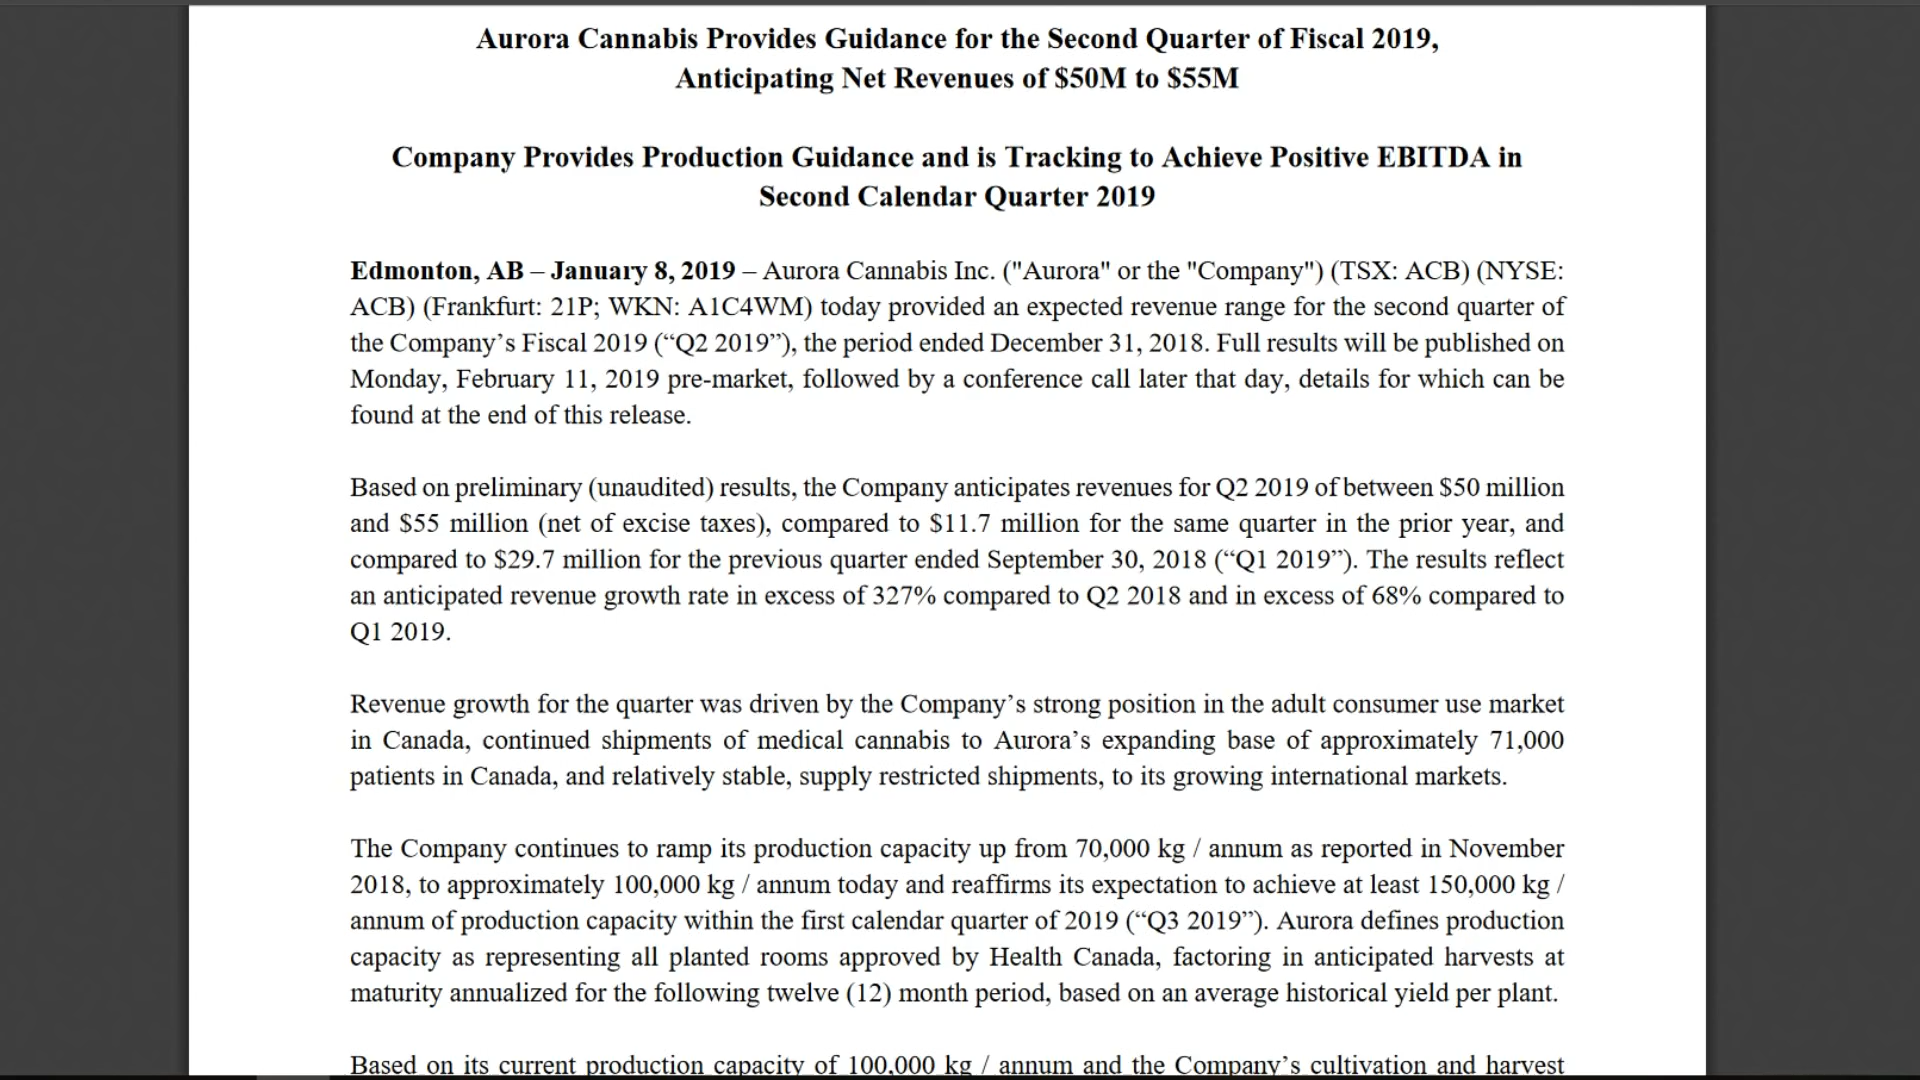 Aurora Cannabis Provides Guidance for the Second Quarter of Fiscal 2019,
Anticipating Net Revenues of $50M to $55M
Company Provides Production Guidance and is Tracking to Achieve Positive EBITDA in
Second Calendar Quarter 2019
Edmonton, AB – January 8, 2019 – Aurora Cannabis Inc. ("Aurora" or the "Company") (TSX: ACB) (NYSE:
ACB) (Frankfurt: 21P; WKN: A1C4WM) today provided an expected revenue range for the second quarter of
the Company’s Fiscal 2019 (“Q2 2019”), the period ended December 31, 2018. Full results will be published on
Monday, February 11, 2019 pre-market, followed by a conference call later that day, details for which can be
found at the end of this release.
Based on preliminary (unaudited) results, the Company anticipates revenues for Q2 2019 of between $50 million
and $55 million (net of excise taxes), compared to $11.7 million for the same quarter in the prior year, and
compared to $29.7 million for the previous quarter ended September 30, 2018 (“Q1 2019”). The results reflect
an anticipated revenue growth rate in excess of 327% compared to Q2 2018 and in excess of 68% compared to
Q1 2019.
Revenue growth for the quarter was driven by the Company’s strong position in the adult consumer use market
in Canada, continued shipments of medical cannabis to Aurora’s expanding base of approximately 71,000
patients in Canada, and relatively stable, supply restricted shipments, to its growing international markets.
The Company continues to ramp its production capacity up from 70,000 kg / annum as reported in November
2018, to approximately 100,000 kg / annum today and reaffirms its expectation to achieve at least 150,000 kg /
annum of production capacity within the first calendar quarter of 2019 (“Q3 2019”). Aurora defines production
capacity as representing all planted rooms approved by Health Canada, factoring in anticipated harvests at
maturity annualized for the following twelve (12) month period, based on an average historical yield per plant.
Based on its current production capacity of 100,000 kg / annum and the Company’s cultivation and harvest